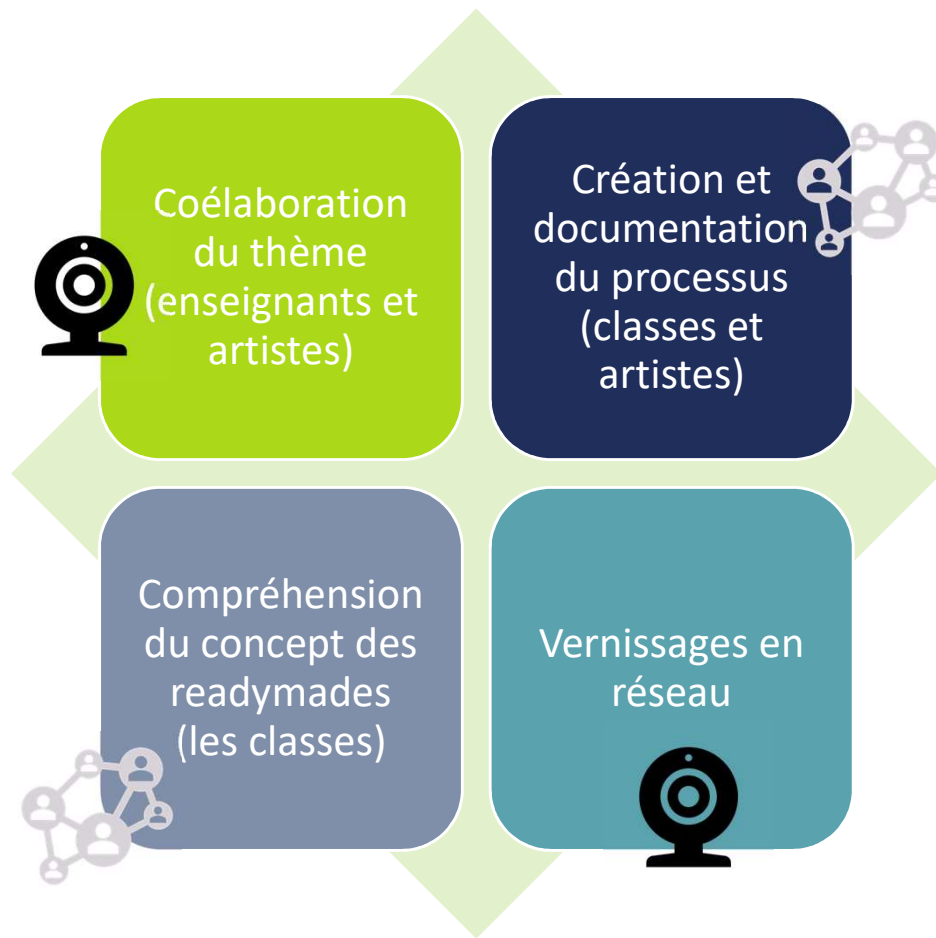 Coélaboration
du thème
(enseignants et
artistes)
Création et
documentation
du processus
(classes et
artistes)
Compréhension
du concept des
readymades
(les classes)
Vernissages en
réseau